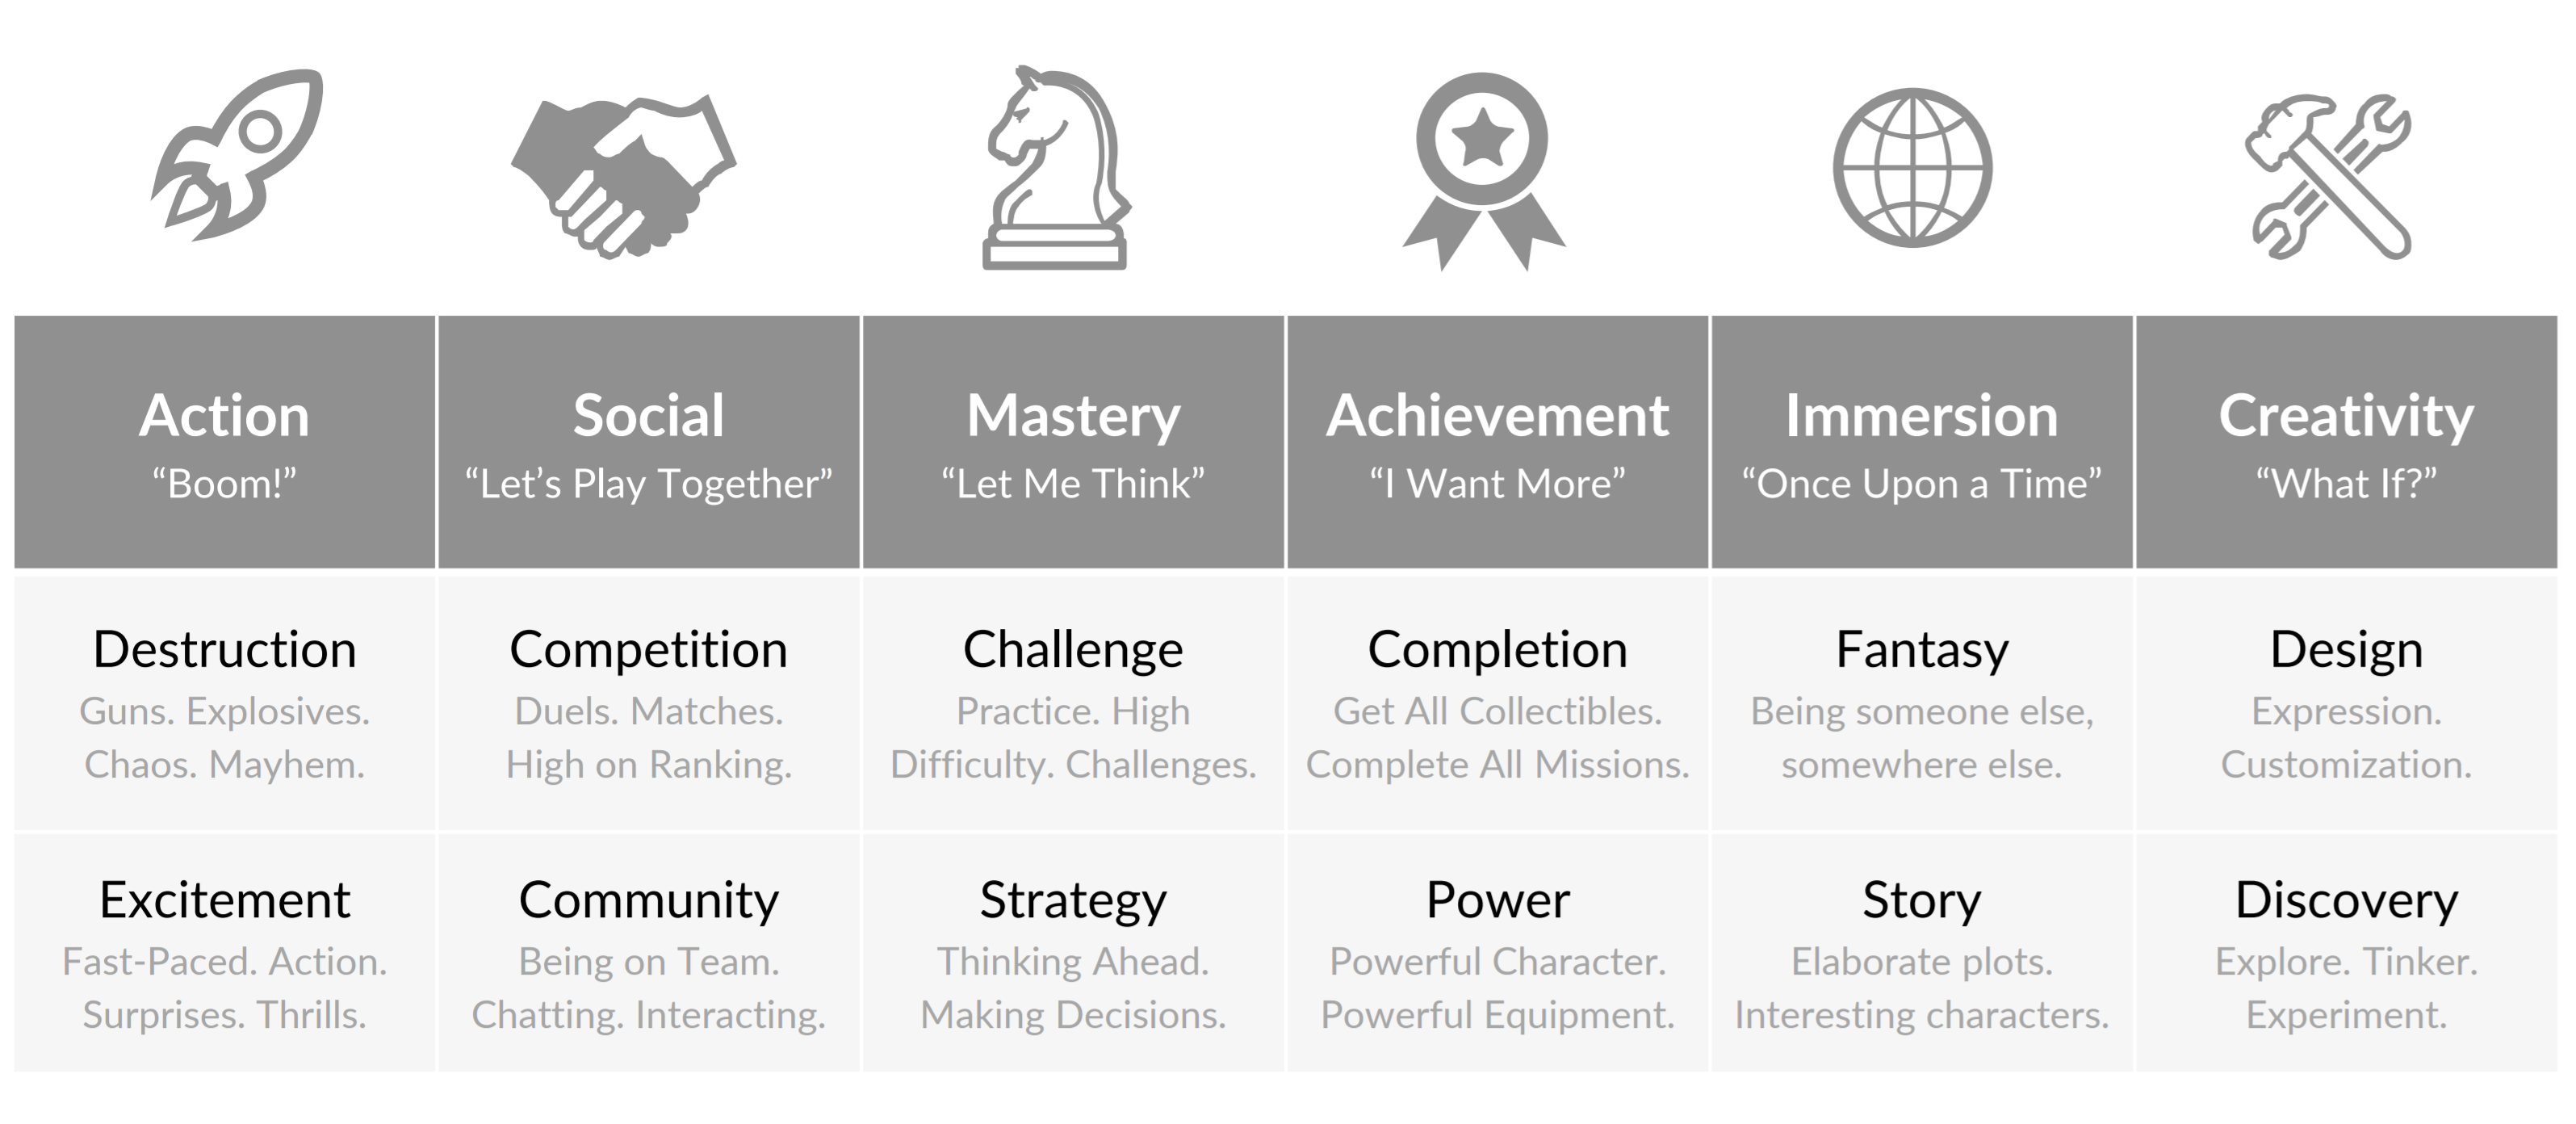 Action
“Boom!”
Social
“Let’s Play Together”
Mastery
“Let Me Think”
Achievement
“I Want More”
Immersion
“Once Upon a Time”
Creativity
“What If?”
Destruction
Guns. Explosives.
Chaos. Mayhem.
Competition
Duels. Matches.
High on Ranking.
Challenge
Practice. High
Difficulty. Challenges.
Completion
Get All Collectibles.
Complete All Missions.
Fantasy
Being someone else,
somewhere else.
Design
Expression.
Customization.
Excitement
Fast-Paced. Action.
Surprises. Thrills.
Community
Being on Team.
Chatting. Interacting.
Strategy
Thinking Ahead.
Making Decisions.
Power
Powerful Character.
Powerful Equipment.
Story
Elaborate plots.
Interesting characters.
Discovery
Explore. Tinker.
Experiment.